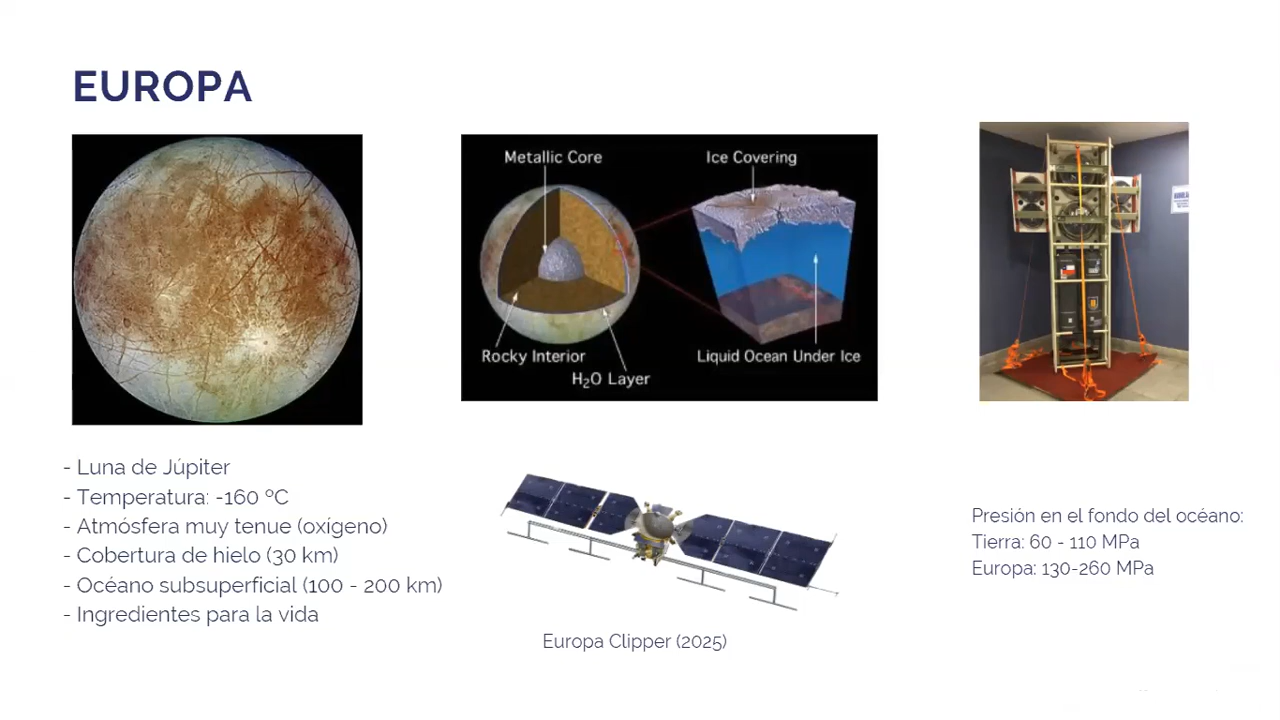 EUROPA
Metallic Core
Ice Covering
Rocky Interior
H₂O Layer
Liquid Ocean Under Ice
- Luna de Júpiter
- Temperatura: -160 ºC
- Atmósfera muy tenue (oxígeno)
- Cobertura de hielo (30 km)
- Océano subsuperficial (100 - 200 km)
- Ingredientes para la vida
Europa Clipper (2025)
Presión en el fondo del océano:
Tierra: 60 - 110 MPa
Europa: 130-260 MPa